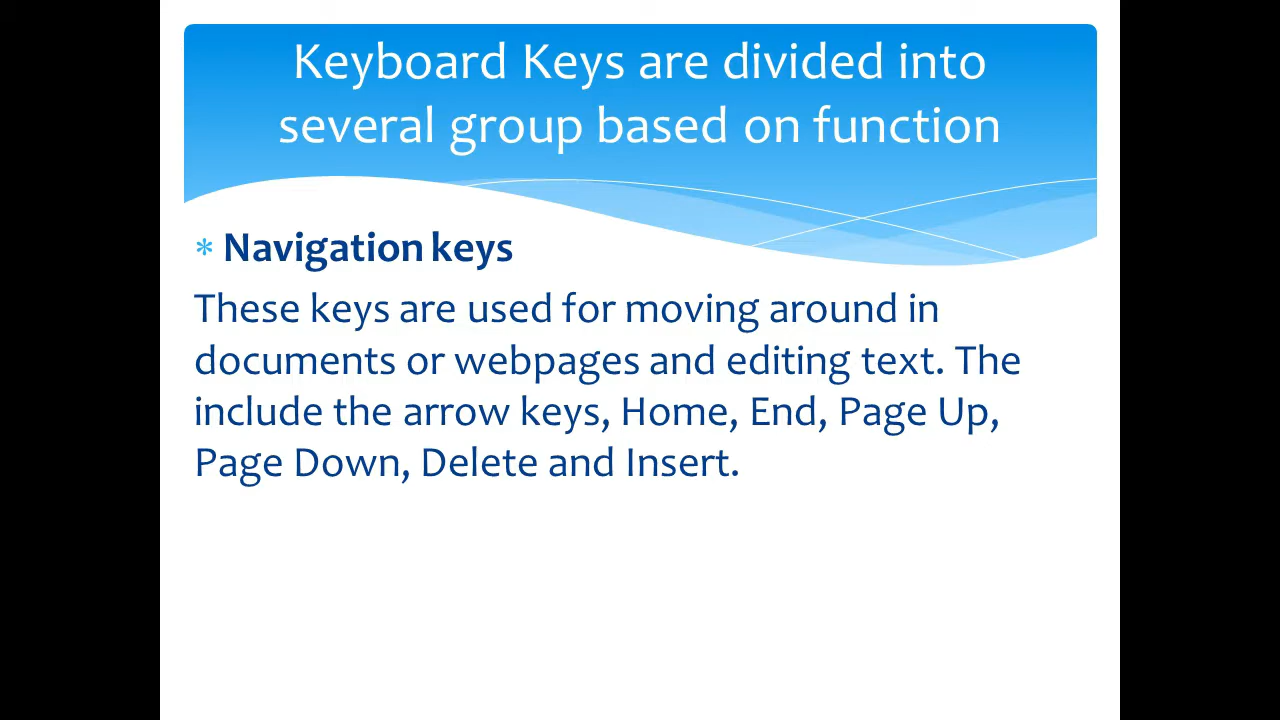 Keyboard Keys are divided into
several group based on function
* Navigation keys
These keys are used for moving around in
documents or webpages and editing text. The
include the arrow keys, Home, End, Page Up,
Page Down, Delete and Insert.